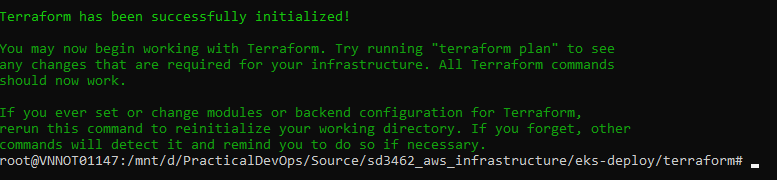 Terraform has been successfully initialized!
You may now begin working with Terraform. Try running "terraform plan" to see
any changes that are required for your infrastructure. All Terraform commands
should now work.
If you ever set or change modules or backend configuration for Terraform,
rerun this command to reinitialize your working directory. If you forget, other
commands will detect it and remind you to do so if necessary.
root@VNNOT01147:/mnt/d/PracticalDevOps/Source/sd3462_aws_infrastructure/eks-deploy/terraform#